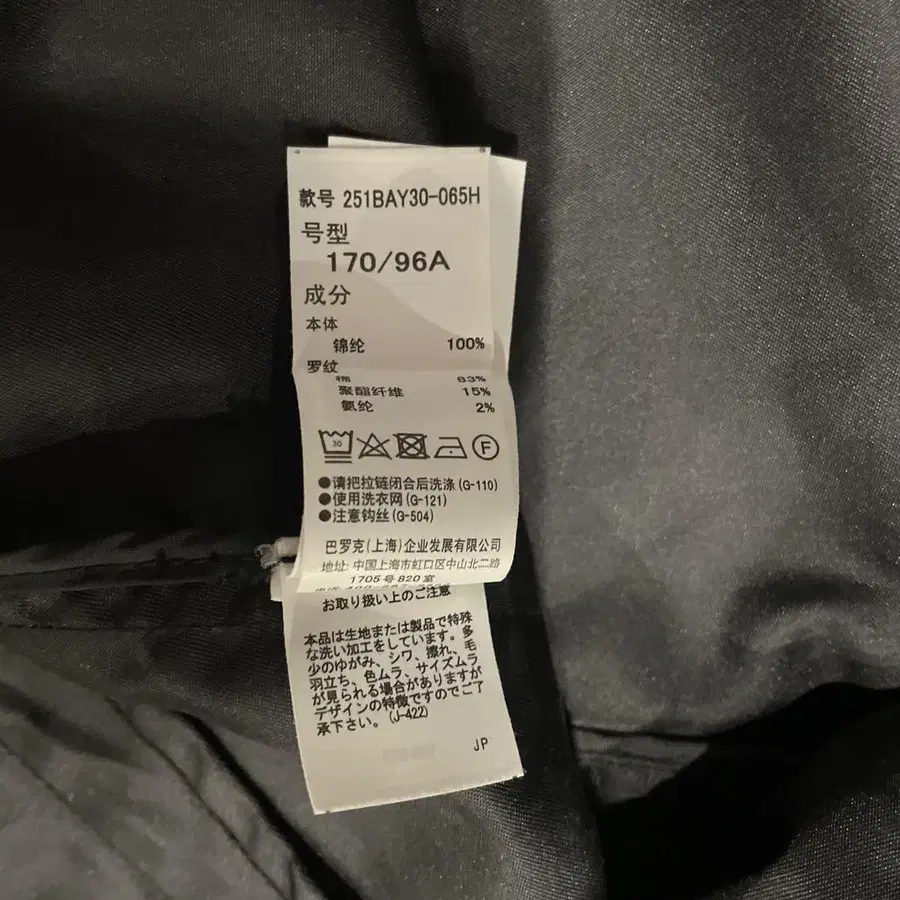 款号 251BAY30-065H
号型
170/96A
成分
本体
锦纶 100%
罗纹
棉 83%
聚酯纤维 15%
氨纶 2%
30
F
●请把拉链闭合后洗涤(G-110)
●使用洗衣网(G-121)
●注意钩丝(G-504)
巴罗克(上海)企业发展有限公司
地址: 中国上海市虹口区中山北二路
1705号820室
お取り扱い上のご注意
本品は生地または製品で特殊
な洗い加工をしています。多
少のゆがみ、シワ、擦れ、毛
羽立ち、色ムラ、サイズムラ
が見られる場合がありますが
デザインの特徴ですのでご了
承下さい。(J-422)
JP